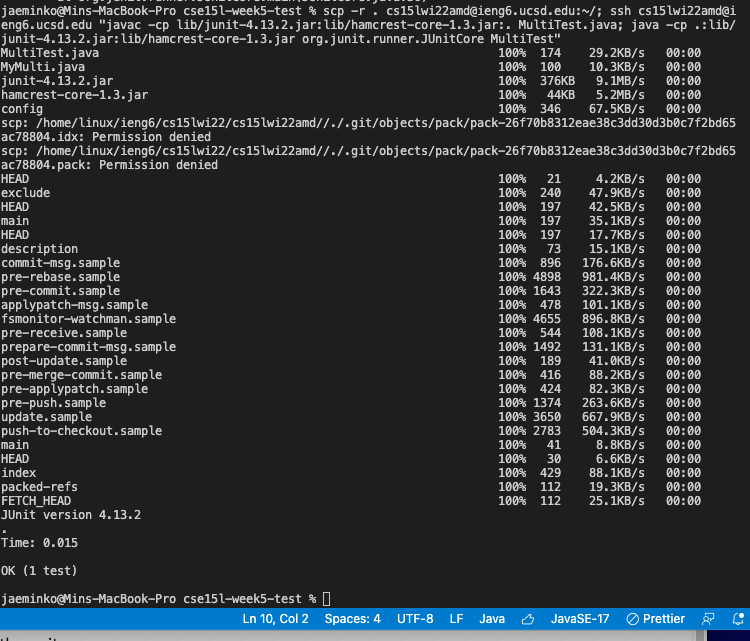 jaeminko@Mins-MacBook-Pro cse15l-week5-test % scp -r . cs15lwi22amd@ieng6.ucsd.edu:~/; ssh cs15lwi22amd@i
eng6.ucsd.edu "javac -cp lib/junit-4.13.2.jar:lib/hamcrest-core-1.3.jar:. MultiTest.java; java -cp .:lib/
junit-4.13.2.jar:lib/hamcrest-core-1.3.jar org.junit.runner.JUnitCore MultiTest"
MultiTest.java 100% 174 29.2KB/s 00:00
MyMulti.java 100% 100 10.3KB/s 00:00
junit-4.13.2.jar 100% 376KB 9.1MB/s 00:00
hamcrest-core-1.3.jar 100% 44KB 5.2MB/s 00:00
config 100% 346 67.5KB/s 00:00
scp: /home/linux/ieng6/cs15lwi22/cs15lwi22amd//./.git/objects/pack/pack-26f70b8312eae38c3dd30d3b0c7f2bd65
ac78804.idx: Permission denied
scp: /home/linux/ieng6/cs15lwi22/cs15lwi22amd//./.git/objects/pack/pack-26f70b8312eae38c3dd30d3b0c7f2bd65
ac78804.pack: Permission denied
HEAD 100% 21 4.2KB/s 00:00
exclude 100% 240 47.9KB/s 00:00
HEAD 100% 197 42.5KB/s 00:00
main 100% 197 35.1KB/s 00:00
HEAD 100% 197 17.7KB/s 00:00
description 100% 73 15.1KB/s 00:00
commit-msg.sample 100% 896 176.6KB/s 00:00
pre-rebase.sample 100% 4898 981.4KB/s 00:00
pre-commit.sample 100% 1643 322.3KB/s 00:00
applypatch-msg.sample 100% 478 101.1KB/s 00:00
fsmonitor-watchman.sample 100% 4655 896.8KB/s 00:00
pre-receive.sample 100% 544 108.1KB/s 00:00
prepare-commit-msg.sample 100% 1492 131.1KB/s 00:00
post-update.sample 100% 189 41.0KB/s 00:00
pre-merge-commit.sample 100% 416 88.2KB/s 00:00
pre-applypatch.sample 100% 424 82.3KB/s 00:00
pre-push.sample 100% 1374 263.6KB/s 00:00
update.sample 100% 3650 667.9KB/s 00:00
push-to-checkout.sample 100% 2783 504.3KB/s 00:00
main 100% 41 8.8KB/s 00:00
HEAD 100% 30 6.6KB/s 00:00
index 100% 429 88.1KB/s 00:00
packed-refs 100% 112 19.3KB/s 00:00
FETCH_HEAD 100% 112 25.1KB/s 00:00
JUnit version 4.13.2
.
Time: 0.015
OK (1 test)
jaeminko@Mins-MacBook-Pro cse15l-week5-test %
Ln 10, Col 2 Spaces: 4 UTF-8 LF Java JavaSE-17 Prettier